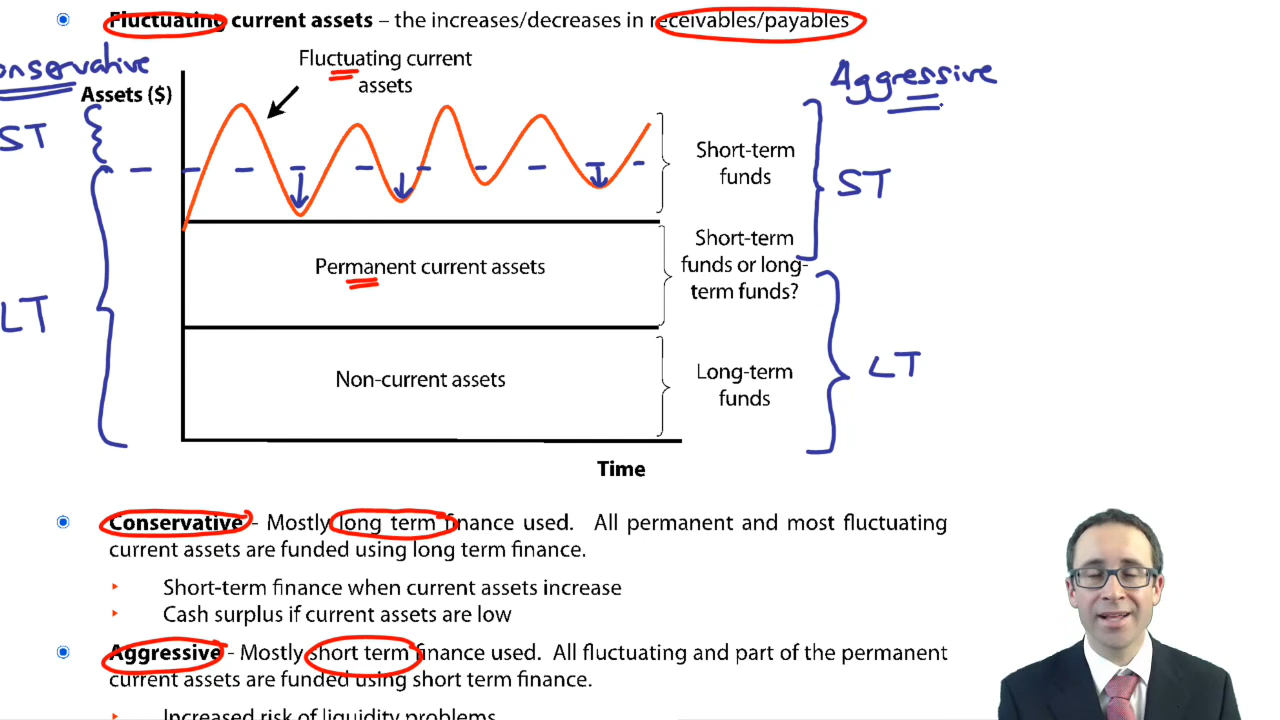 Fluctuating current assets – the increases/decreases in receivables/payables
onservative
Fluctuating current
assets
Aggressive
Assets ($)
ST
Short-term
funds
ST
Short-term
funds or long-
term funds?
Permanent current assets
LT
Non-current assets
Long-term
funds
LT
Time
Conservative - Mostly long term finance used. All permanent and most fluctuating
current assets are funded using long term finance.
Short-term finance when current assets increase
Cash surplus if current assets are low
Aggressive - Mostly short term finance used. All fluctuating and part of the permanent
current assets are funded using short term finance.
Increased risk of liquidity problems